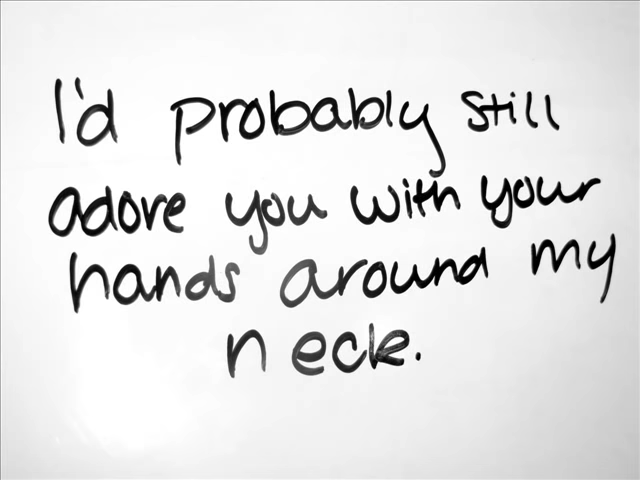 I'd probably still
adore you with your
hands around my
neck.